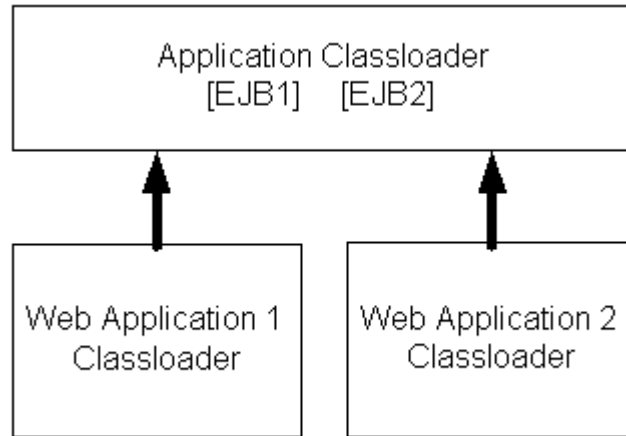 Application Classloader
[EJB1] [EJB2]
Web Application 1
Classloader
Web Application 2
Classloader